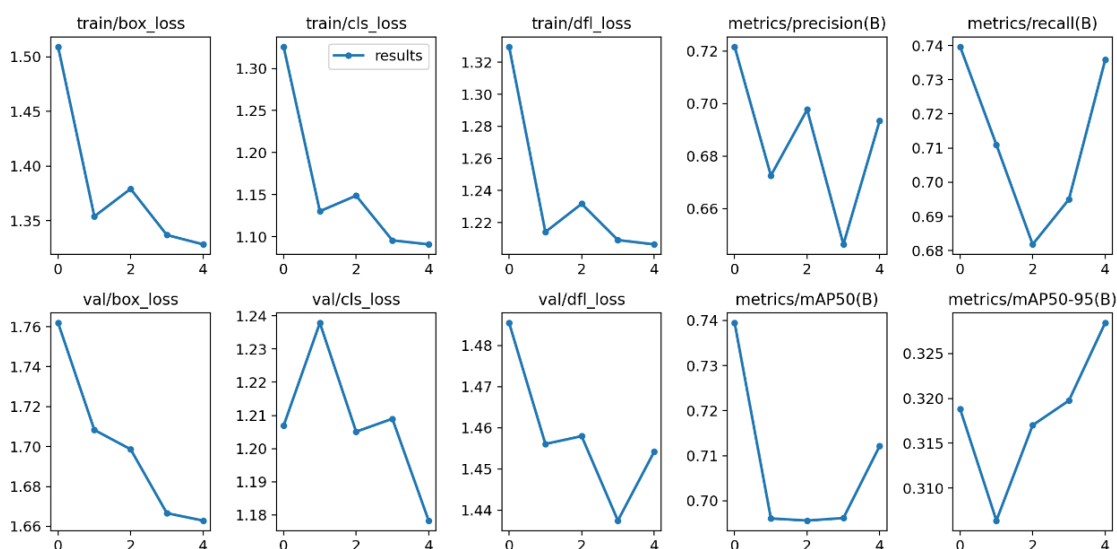 train/box_loss
train/cls_loss
train/dfl_loss
metrics/precision(B)
metrics/recall(B)
1.50
1.45
1.40
1.35
0 2 4
results
1.30
1.25
1.20
1.15
1.10
0 2 4
1.32
1.30
1.28
1.26
1.24
1.22
0 2 4
0.72
0.70
0.68
0.66
0 2 4
0.74
0.73
0.72
0.71
0.70
0.69
0.68
0 2 4
val/box_loss
val/cls_loss
val/dfl_loss
metrics/mAP50(B)
metrics/mAP50-95(B)
1.76
1.74
1.72
1.70
1.68
1.66
0 2 4
1.24
1.23
1.22
1.21
1.20
1.19
1.18
0 2 4
1.48
1.47
1.46
1.45
1.44
0 2 4
0.74
0.73
0.72
0.71
0.70
0 2 4
0.325
0.320
0.315
0.310
0 2 4